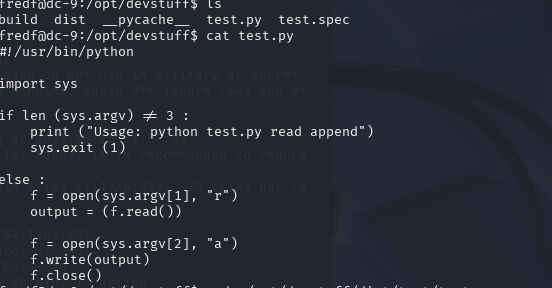 fredf@dc-9:/opt/devstuff$ ls
build dist __pycache__ test.py test.spec
fredf@dc-9:/opt/devstuff$ cat test.py
#!/usr/bin/python
import sys
if len (sys.argv) ≠ 3 :
print ("Usage: python test.py read append")
sys.exit (1)
else :
f = open(sys.argv[1], "r")
output = (f.read())
f = open(sys.argv[2], "a")
f.write(output)
f.close()